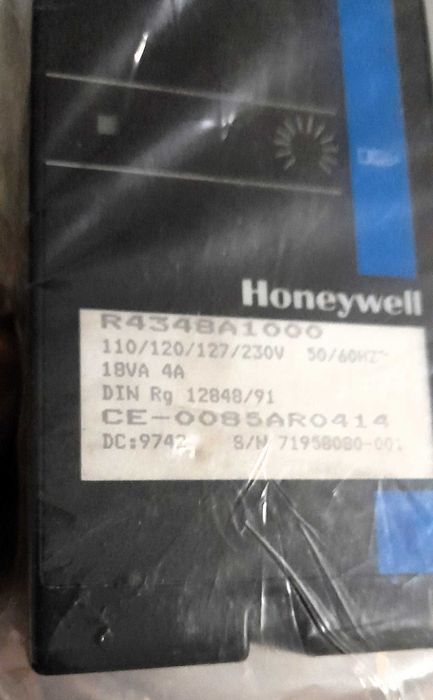 Honeywell
R4348A1000
110/120/127/230V 50/60HZ~
18VA 4A
DIN Rg 12848/91
CE-0085AR0414
DC:9742 S/W 71958080-001